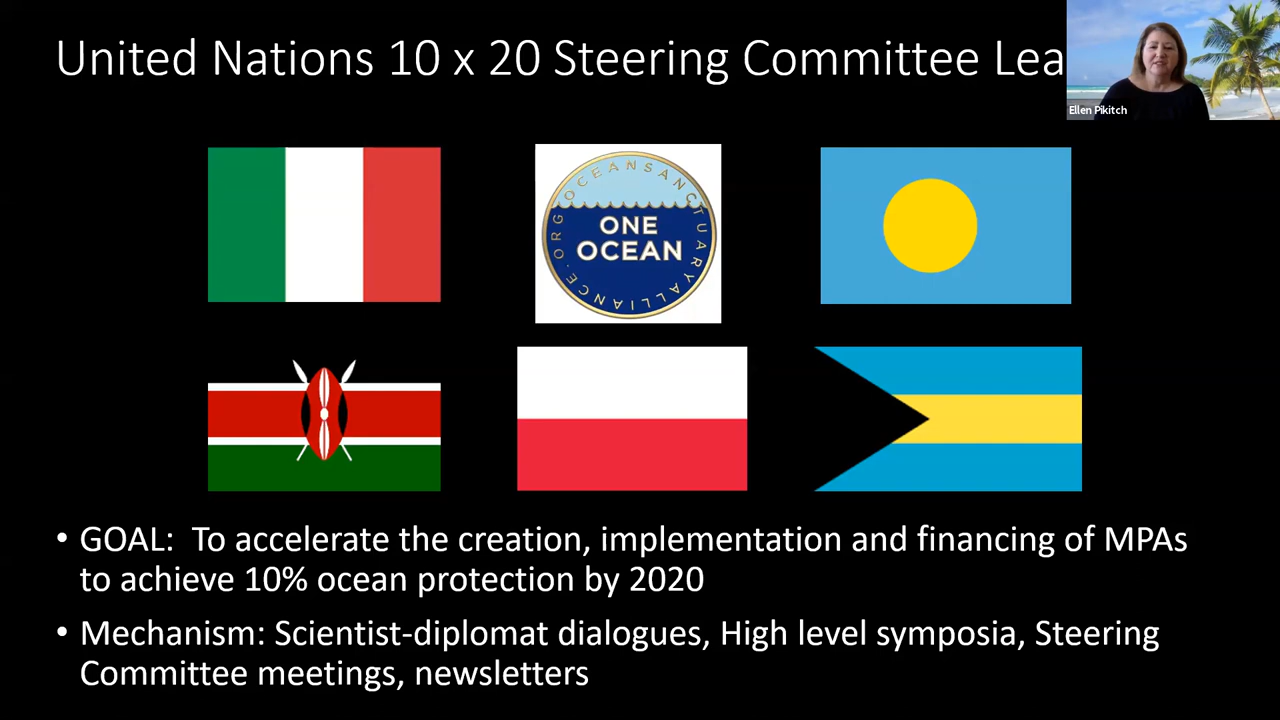 United Nations 10 x 20 Steering Committee Lea
Ellen Pikitch
OCEANSANCTUARYALLIANCE.ORG
ONE
OCEAN
• GOAL:  To accelerate the creation, implementation and financing of MPAs
to achieve 10% ocean protection by 2020
• Mechanism: Scientist-diplomat dialogues, High level symposia, Steering
Committee meetings, newsletters